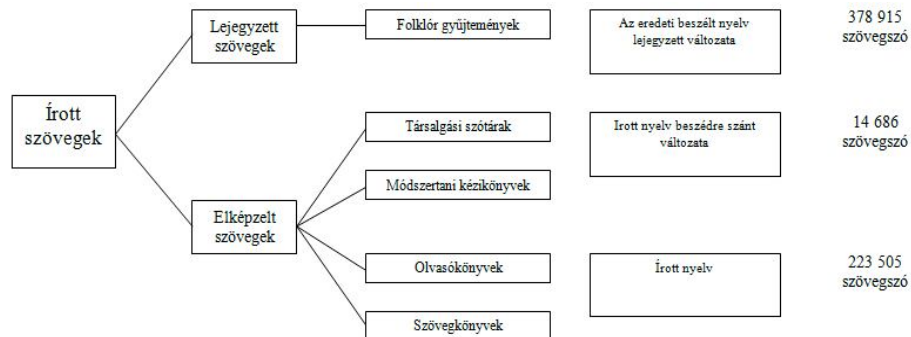 Lejegyzett
szövegek
Folklór gyűjtemények
Az eredeti beszélt nyelv
lejegyzett változata
378 915
szövegszó
Írott
szövegek
Társalgási szótárak
Irott nyelv beszédre szánt
változata
14 686
szövegszó
Módszertani kézikönyvek
Elképzelt
szövegek
Olvasókönyvek
Írott nyelv
223 505
szövegszó
Szövegkönyvek